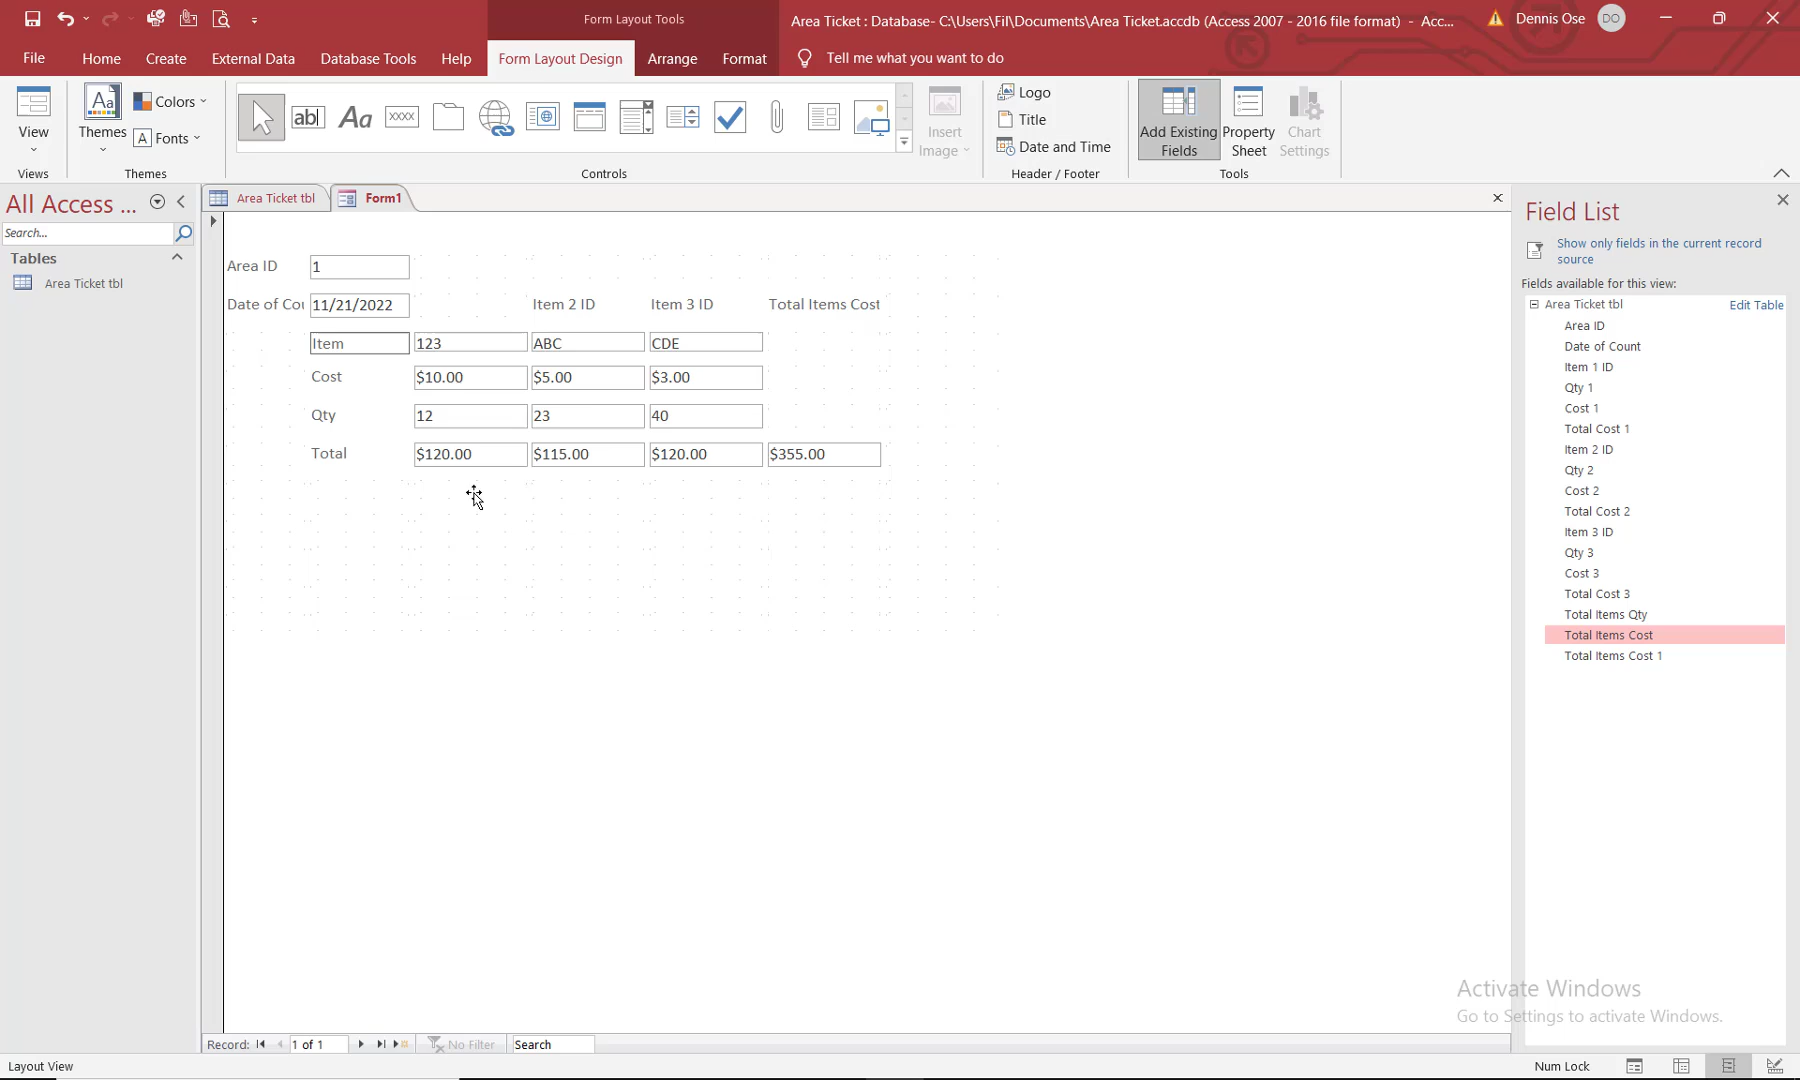 Form Layout Tools
Area Ticket : Database- C:\Users\Fil\Documents\Area Ticket.accdb (Access 2007 - 2016 file format) - Acc...
Dennis Ose
DO
File Home Create External Data Database Tools Help Form Layout Design Arrange Format Tell me what you want to do
View
Themes
Colors
Fonts
Aa
Aa
ab
XXXX
Insert Image
Logo
Title
Date and Time
Add Existing Fields
Property Sheet
Chart Settings
Views Themes Controls Header / Footer Tools
All Access ...
Search...
Tables
Area Ticket tbl
Area Ticket tbl
Form1
Area ID 1
Date of Cou 11/21/2022 Item 2 ID Item 3 ID Total Items Cost
Item 123 ABC CDE
Cost $10.00 $5.00 $3.00
Qty 12 23 40
Total $120.00 $115.00 $120.00 $355.00
Field List
Show only fields in the current record
source
Fields available for this view:
Area Ticket tbl Edit Table
Area ID
Date of Count
Item 1 ID
Qty 1
Cost 1
Total Cost 1
Item 2 ID
Qty 2
Cost 2
Total Cost 2
Item 3 ID
Qty 3
Cost 3
Total Cost 3
Total Items Qty
Total Items Cost
Total Items Cost 1
Activate Windows
Go to Settings to activate Windows.
Record: 1 of 1 No Filter Search
Layout View
Num Lock